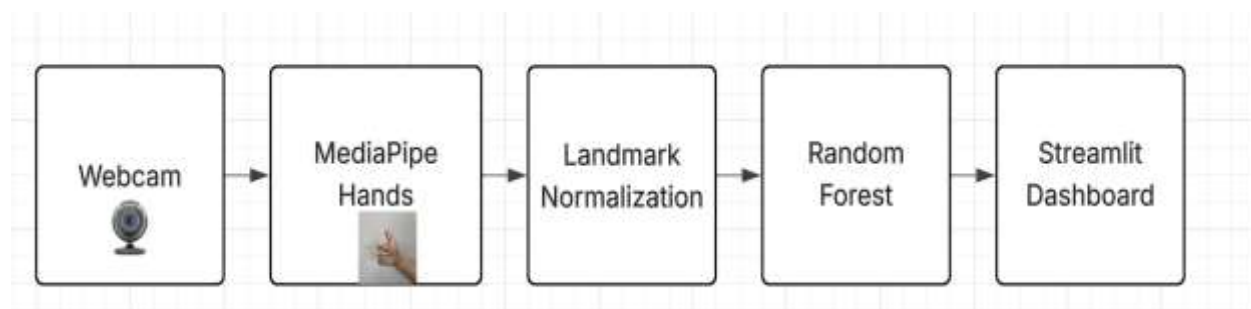 Webcam
MediaPipe
Hands
Landmark
Normalization
Random
Forest
Streamlit
Dashboard